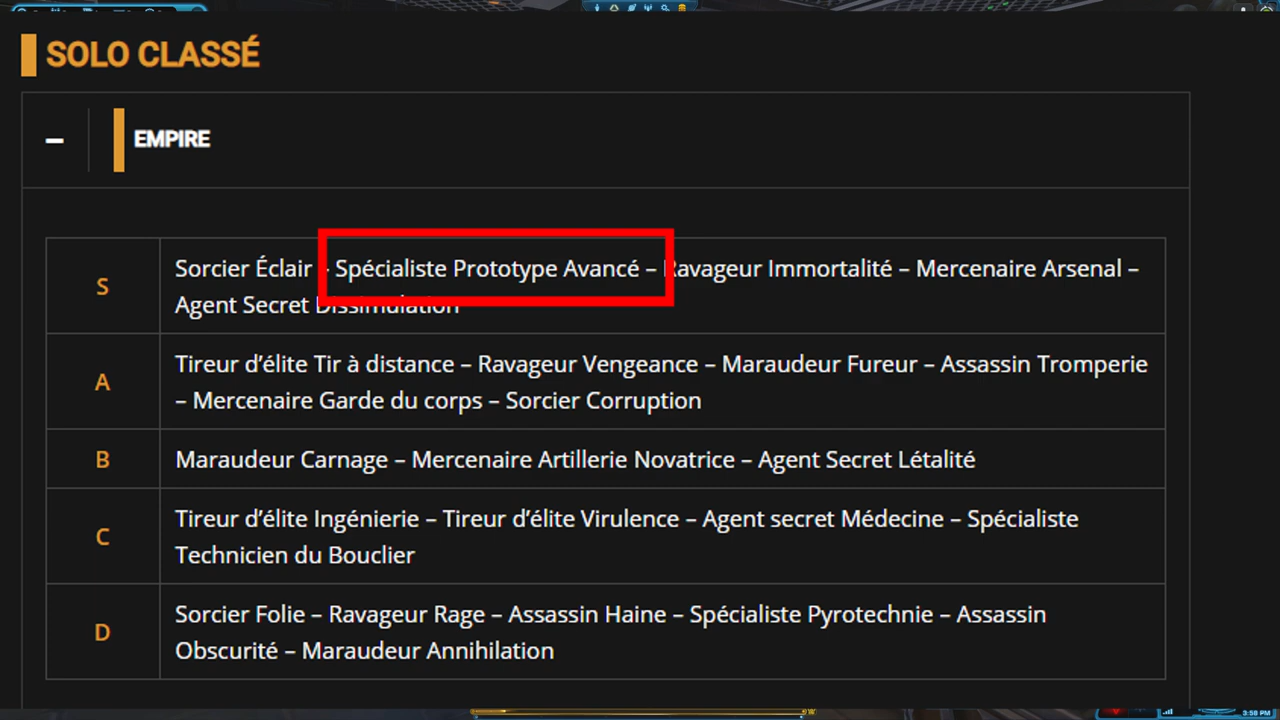 SOLO CLASSÉ
EMPIRE
S
Sorcier Éclair – Spécialiste Prototype Avancé – Ravageur Immortalité – Mercenaire Arsenal –
Agent Secret Dissimulation
A
Tireur d’élite Tir à distance – Ravageur Vengeance – Maraudeur Fureur – Assassin Tromperie
– Mercenaire Garde du corps – Sorcier Corruption
B
Maraudeur Carnage – Mercenaire Artillerie Novatrice – Agent Secret Létalité
C
Tireur d’élite Ingénierie – Tireur d’élite Virulence – Agent secret Médecine – Spécialiste
Technicien du Bouclier
D
Sorcier Folie – Ravageur Rage – Assassin Haine – Spécialiste Pyrotechnie – Assassin
Obscurité – Maraudeur Annihilation
3:58 PM